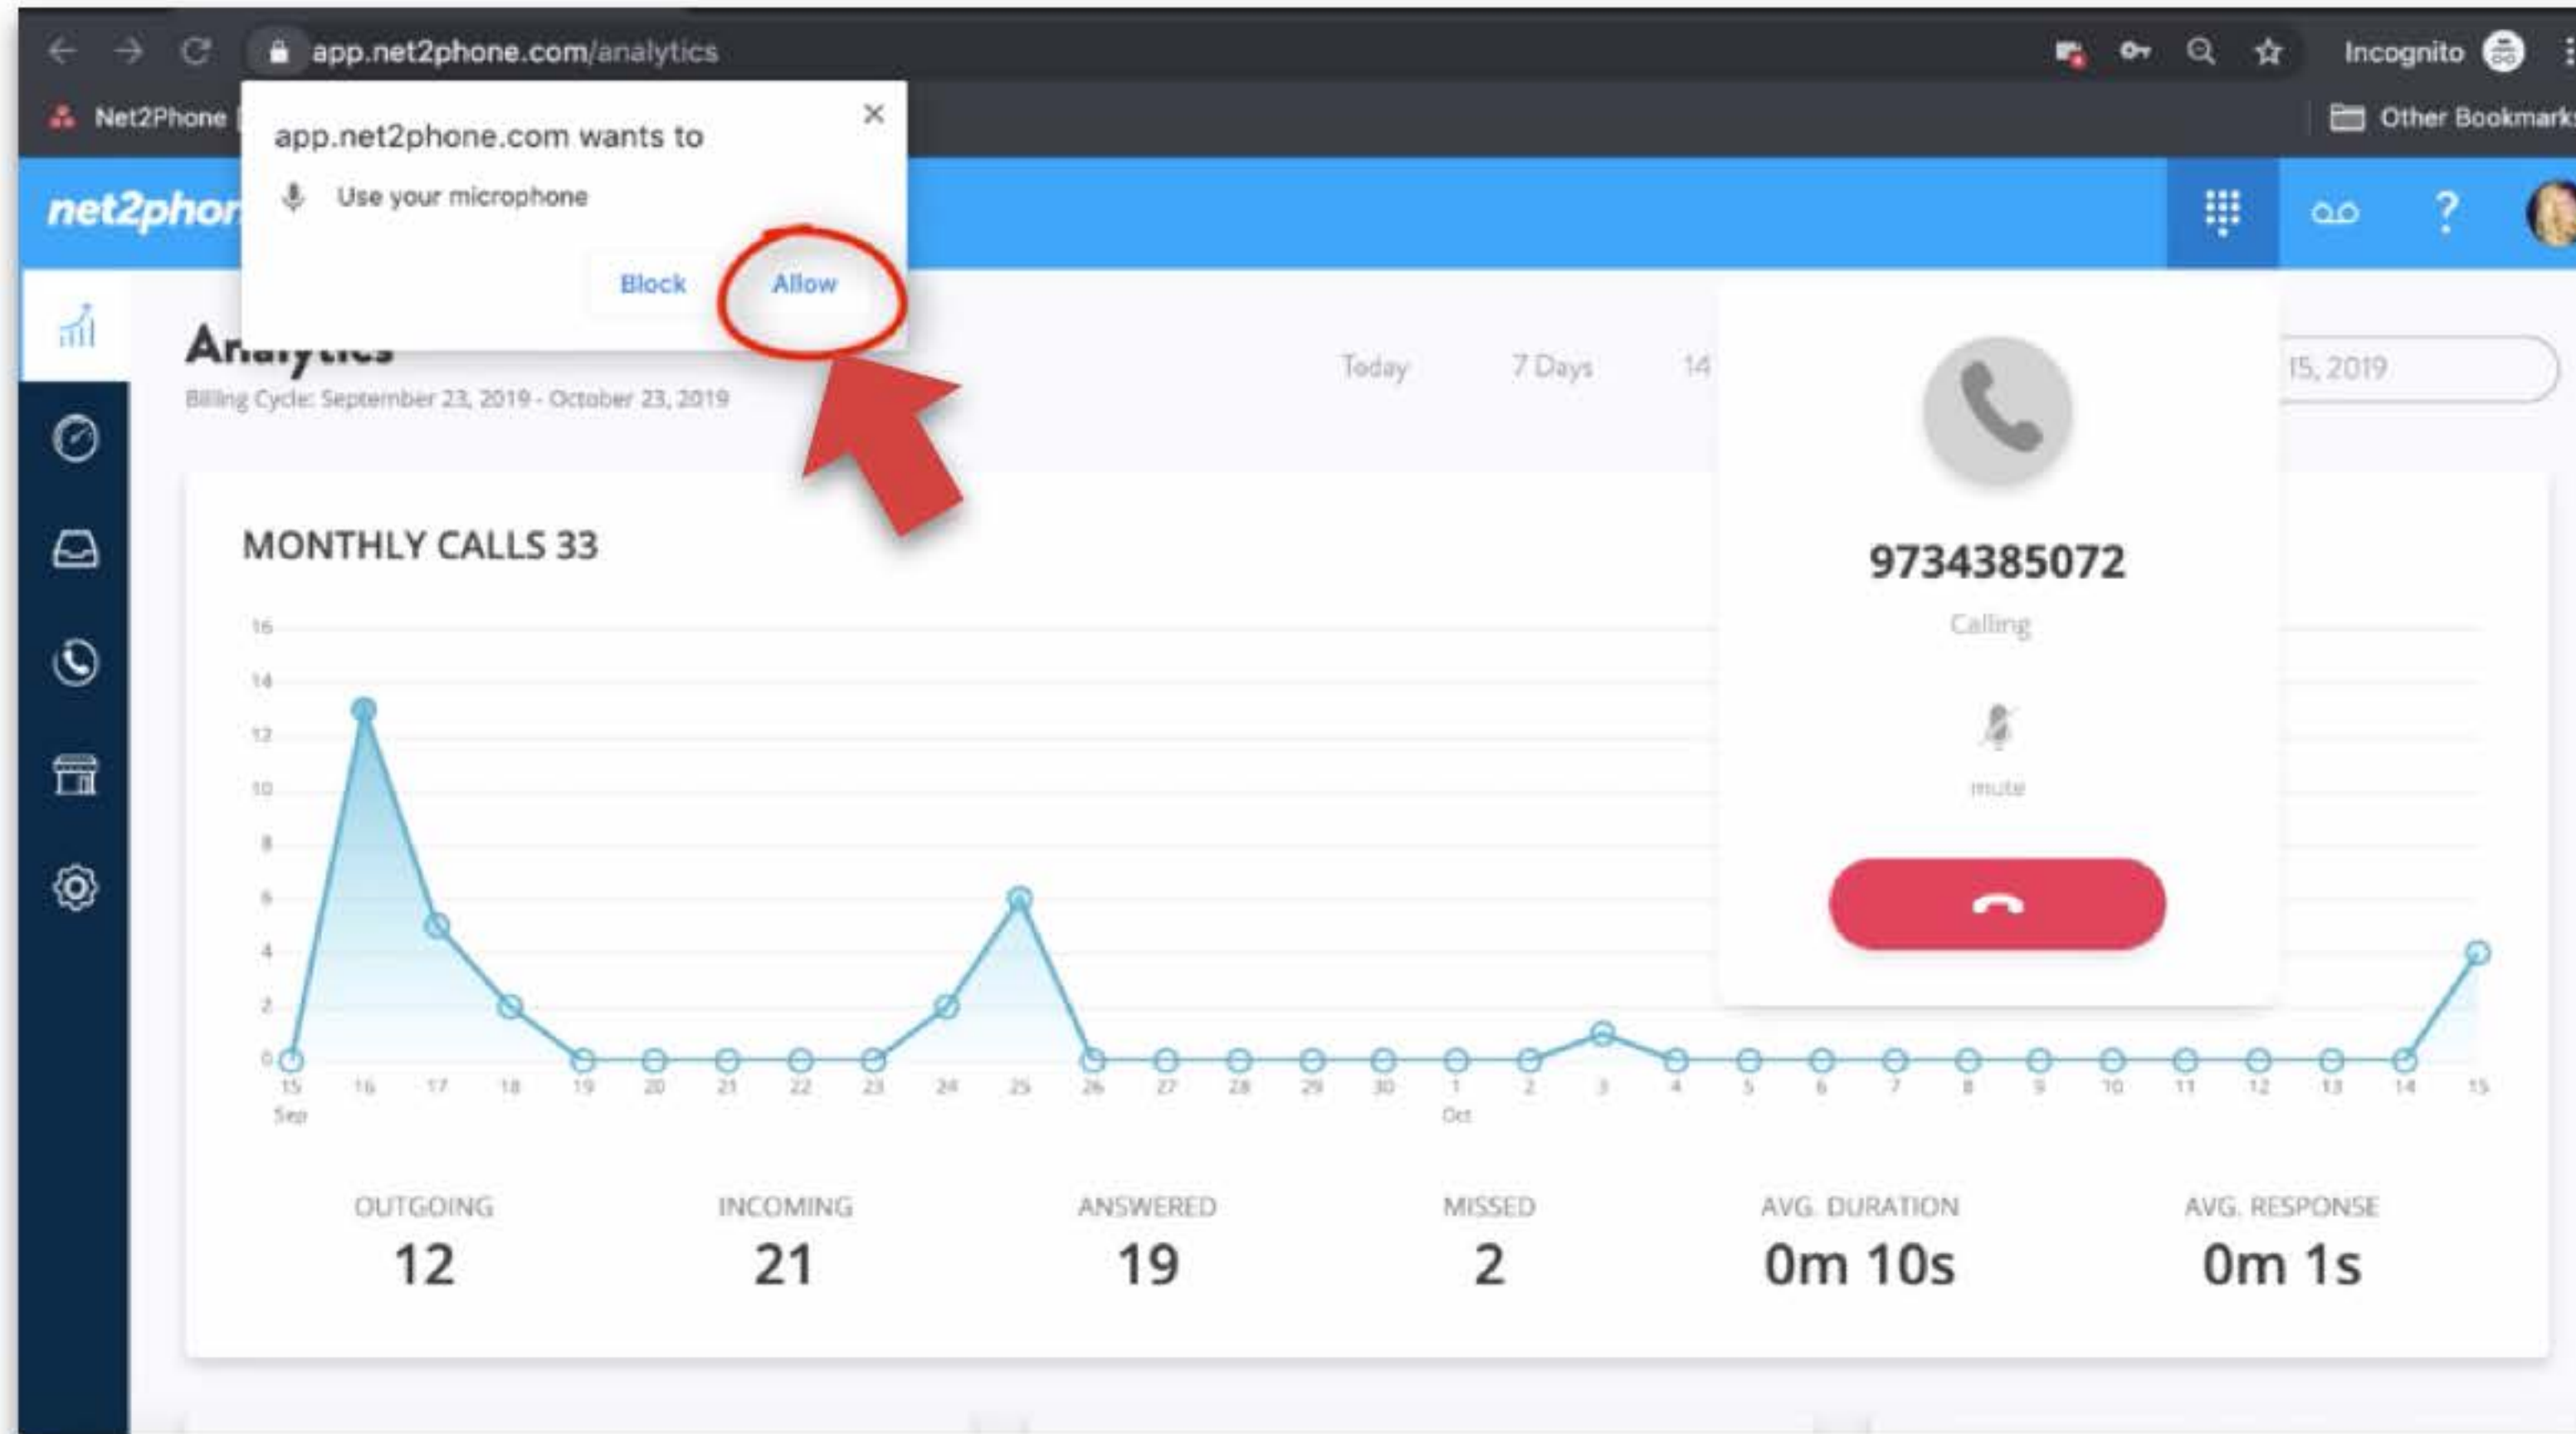 app.net2phone.com/analytics
Incognito
Net2Phone
Other Bookmarks
app.net2phone.com wants to
Use your microphone
Block
Allow
net2phon
?
Analytics
Billing Cycle: September 23, 2019 - October 23, 2019
Today
7 Days
14
15, 2019
MONTHLY CALLS 33
9734385072
Calling
mute
16
14
12
10
8
6
4
2
0
15 16 17 18 19 20 21 22 23 24 25 26 27 28 29 30 1 2 3 4 5 6 7 8 9 10 11 12 13 14 15
Sep Oct
OUTGOING
12
INCOMING
21
ANSWERED
19
MISSED
2
AVG. DURATION
0m 10s
AVG. RESPONSE
0m 1s